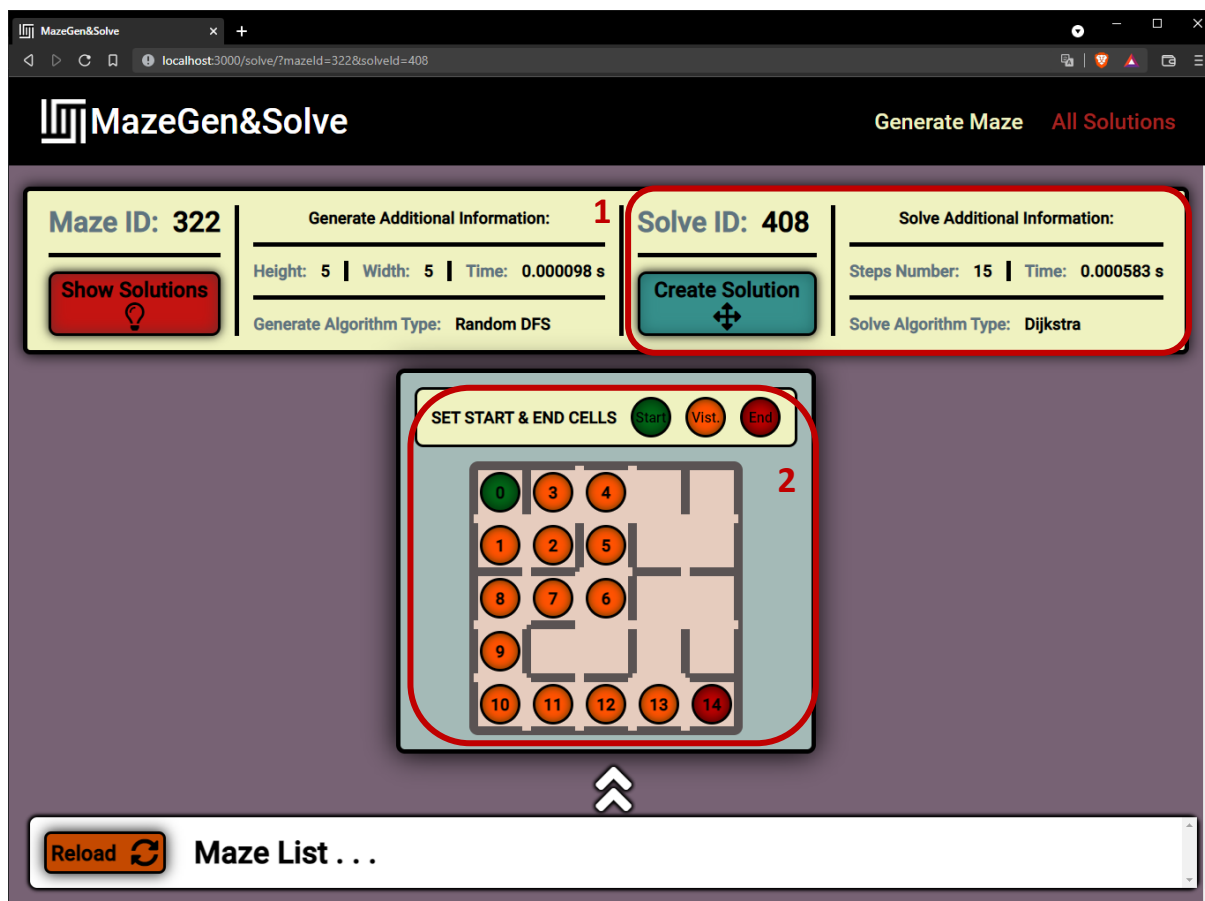 MazeGen&Solve
localhost:3000/solve/?mazeId=322&solveId=408
MazeGen&Solve
Generate Maze All Solutions
Maze ID: 322
Show Solutions
Generate Additional Information:
Height: 5 Width: 5 Time: 0.000098 s
Generate Algorithm Type: Random DFS
1
Solve ID: 408
Create Solution
Solve Additional Information:
Steps Number: 15 Time: 0.000583 s
Solve Algorithm Type: Dijkstra
SET START & END CELLS Start Vist. End
2
0 3 4
1 2 5
8 7 6
9
10 11 12 13 14
Reload
Maze List . . .